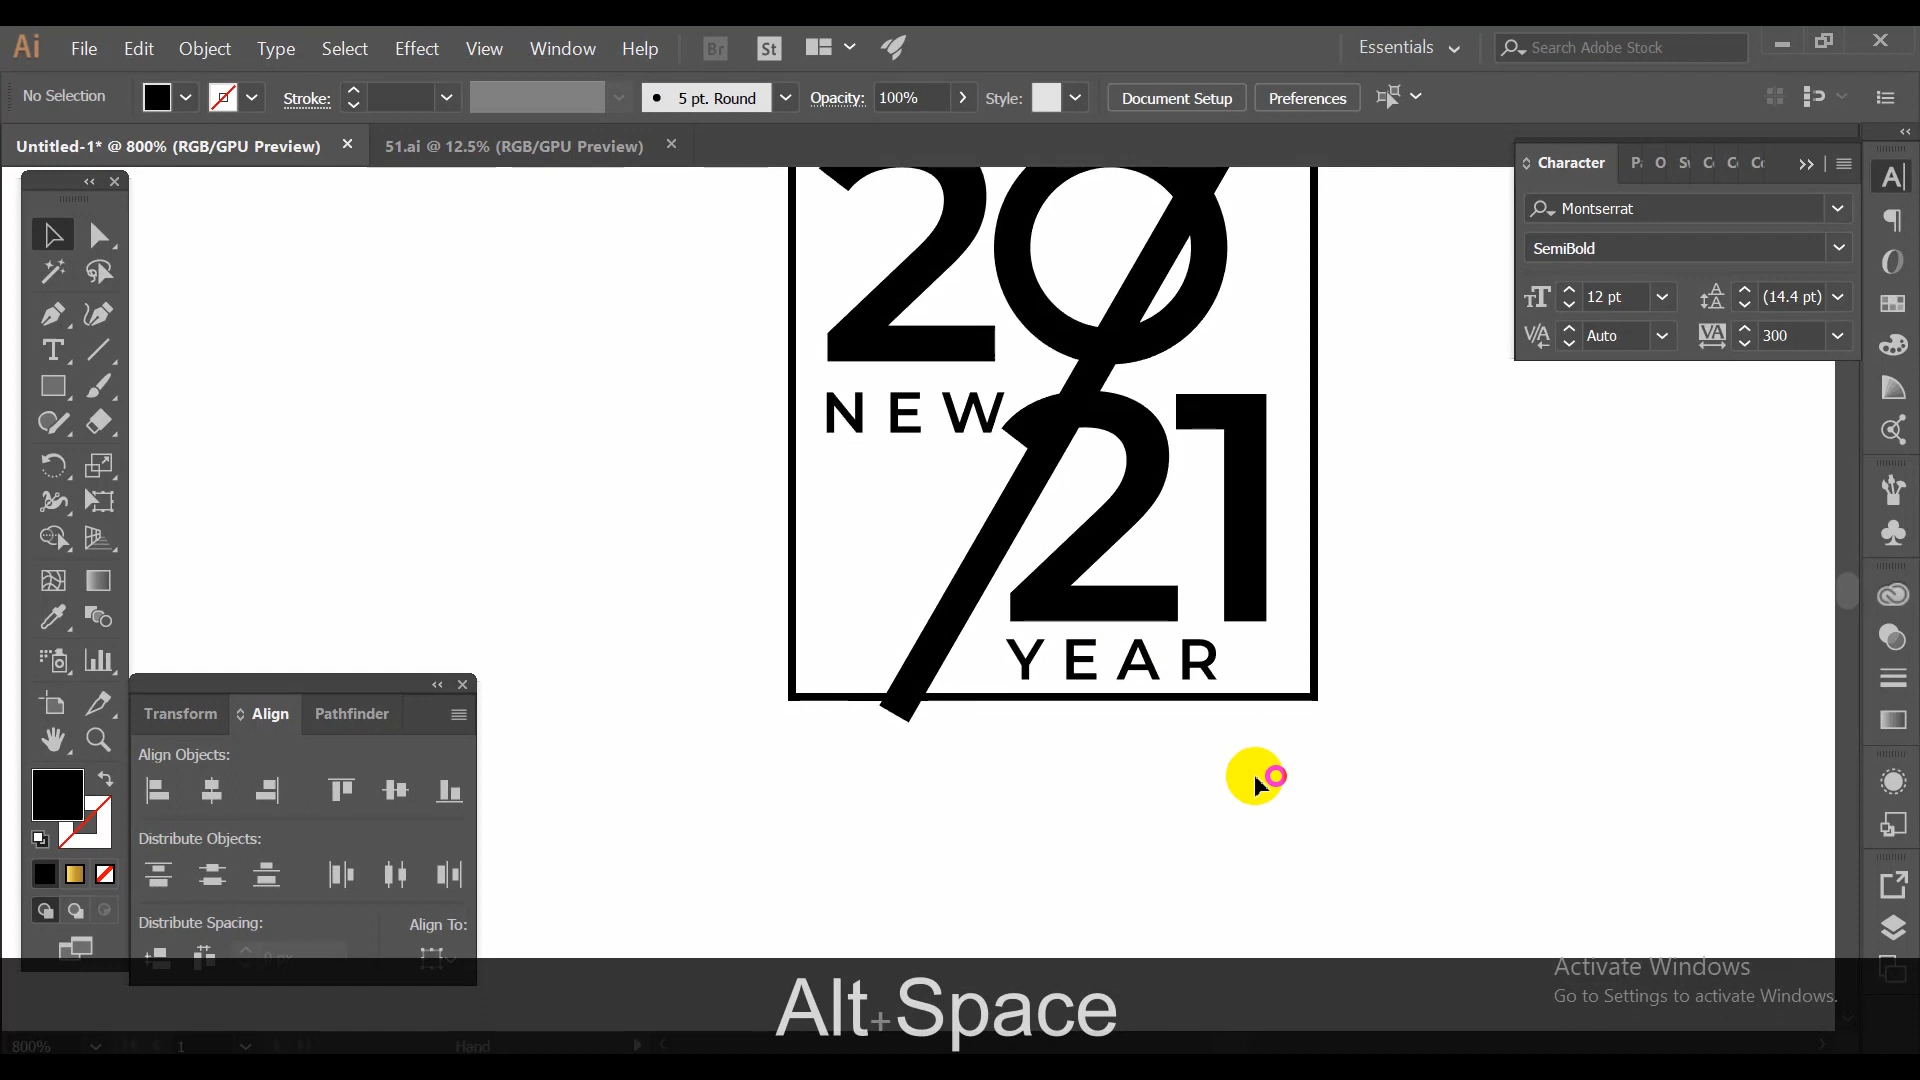 Ai File Edit Object Type Select Effect View Window Help Br St Essentials Search Adobe Stock
No Selection Stroke: 5 pt. Round Opacity: 100% Style: Document Setup Preferences
Untitled-1* @ 800% (RGB/GPU Preview) 51.ai @ 12.5% (RGB/GPU Preview)
Character
Montserrat
SemiBold
12 pt (14.4 pt)
Auto 300
20
NEW
21
YEAR
Transform Align Pathfinder
Align Objects:
Distribute Objects:
Distribute Spacing: Align To:
0 px
Activate Windows
Go to Settings to activate Windows.
Alt+Space
800% 1 Hand